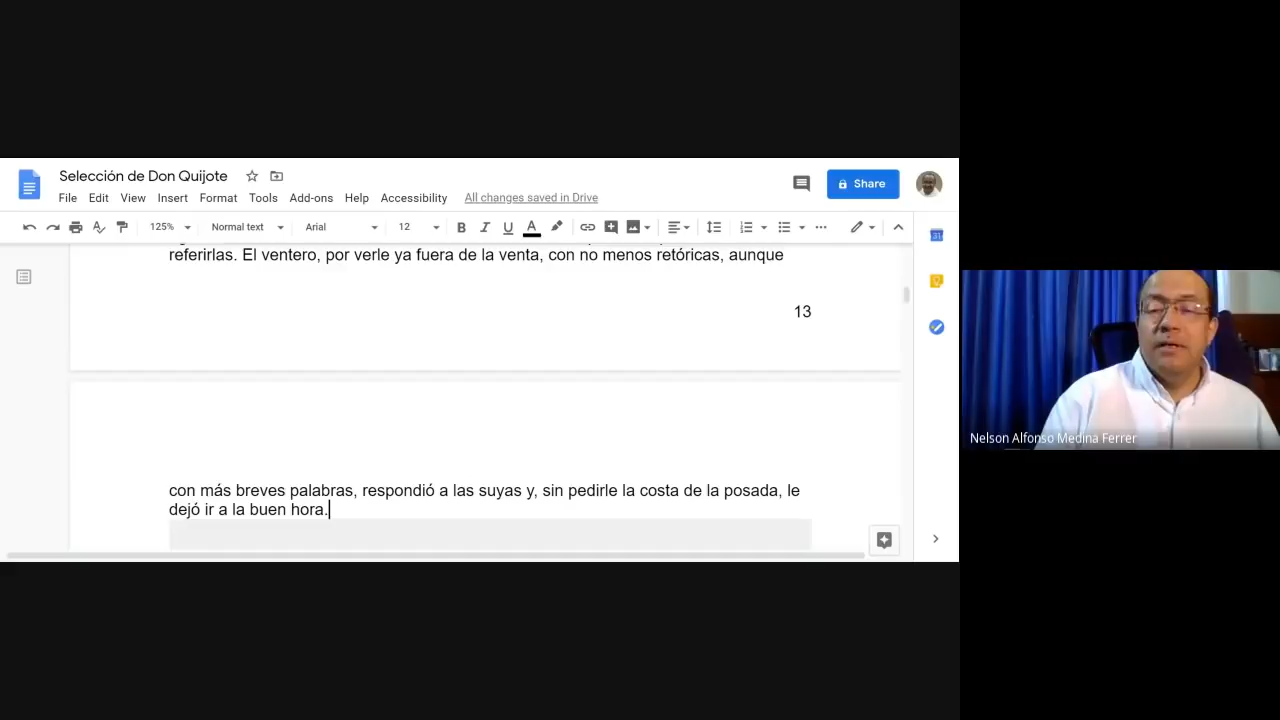 Selección de Don Quijote
File Edit View Insert Format Tools Add-ons Help Accessibility All changes saved in Drive
Share
125% Normal text Arial 12 B I U A
31
referirlas. El ventero, por verle ya fuera de la venta, con no menos retóricas, aunque
13
con más breves palabras, respondió a las suyas y, sin pedirle la costa de la posada, le
dejó ir a la buen hora.
Nelson Alfonso Medina Ferrer